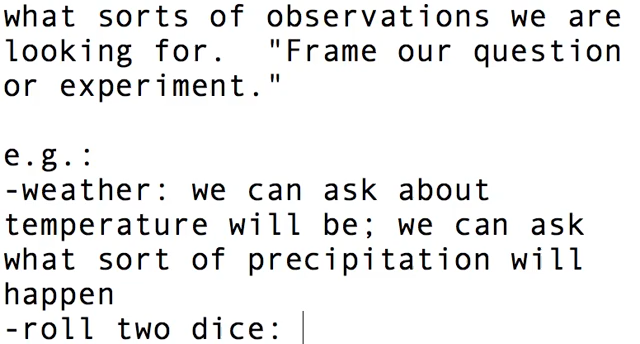 what sorts of observations we are
looking for.  "Frame our question
or experiment."

e.g.:
-weather: we can ask about
temperature will be; we can ask
what sort of precipitation will
happen
-roll two dice: